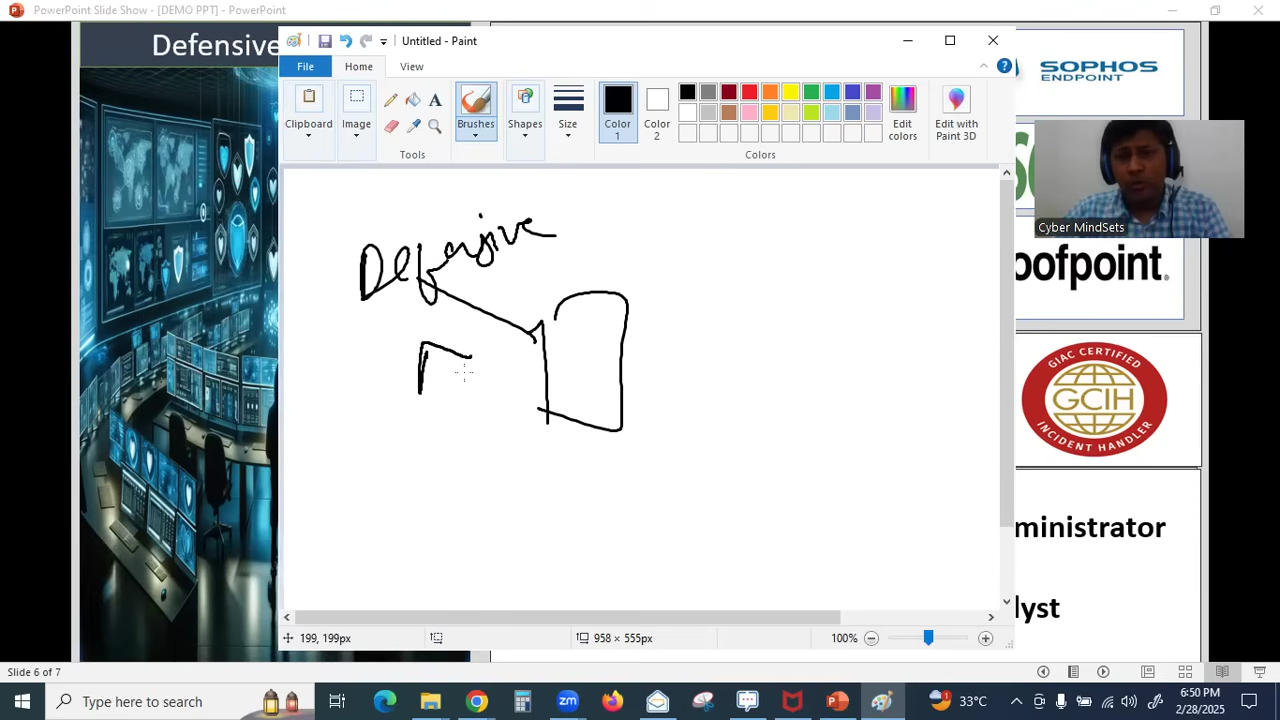 PowerPoint Slide Show - [DEMO PPT] - PowerPoint
Defensive
Untitled - Paint
File
Home
View
Clipboard
Image
Tools
Brushes
Shapes
Size
Color
1
Color
2
Edit
colors
Edit with
Paint 3D
Colors
Defensive
SOPHOS
ENDPOINT
Cyber MindSets
oofpoint.
GIAC CERTIFIED
GCIH
INCIDENT HANDLER
ministrator
lyst
199, 199px
958 × 555px
100%
Slide 6 of 7
Type here to search
33°C
6:50 PM
2/28/2025